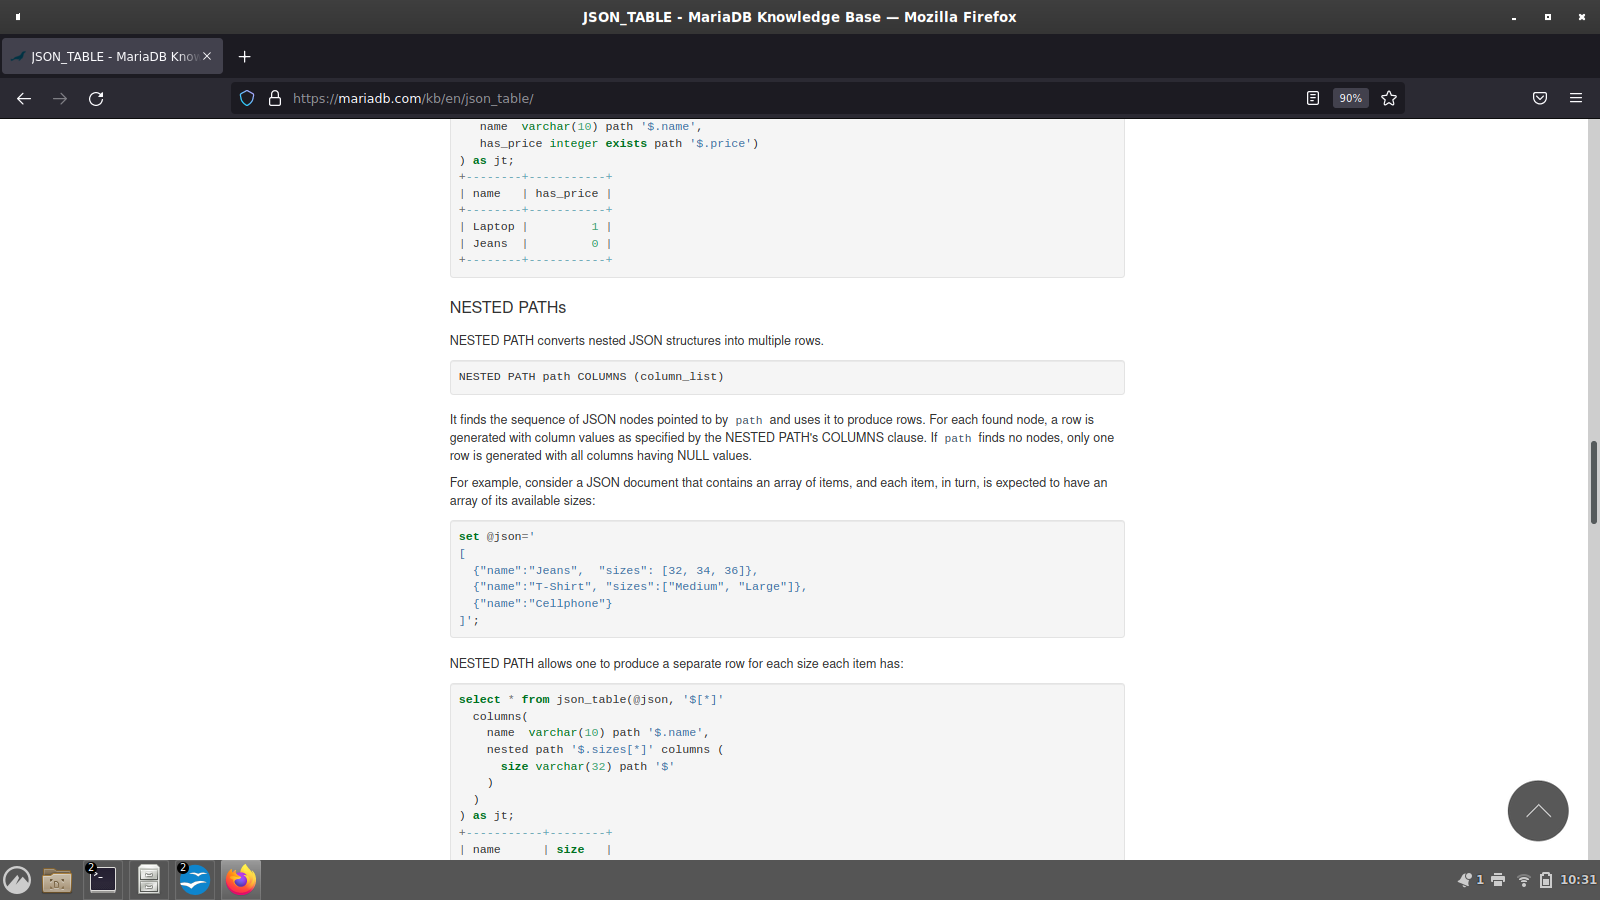 JSON_TABLE - MariaDB Knowledge Base — Mozilla Firefox
JSON_TABLE - MariaDB Know
https://mariadb.com/kb/en/json_table/
90%
name  varchar(10) path '$.name',
has_price integer exists path '$.price')
) as jt;
+--------+-----------+
| name   | has_price |
+--------+-----------+
| Laptop |         1 |
| Jeans  |         0 |
+--------+-----------+
NESTED PATHs
NESTED PATH converts nested JSON structures into multiple rows.
NESTED PATH path COLUMNS (column_list)
It finds the sequence of JSON nodes pointed to by path and uses it to produce rows. For each found node, a row is
generated with column values as specified by the NESTED PATH's COLUMNS clause. If path finds no nodes, only one
row is generated with all columns having NULL values.
For example, consider a JSON document that contains an array of items, and each item, in turn, is expected to have an
array of its available sizes:
set @json='
[
  {"name":"Jeans",  "sizes": [32, 34, 36]},
  {"name":"T-Shirt", "sizes":["Medium", "Large"]},
  {"name":"Cellphone"}
]';
NESTED PATH allows one to produce a separate row for each size each item has:
select * from json_table(@json, '$[*]'
  columns(
    name  varchar(10) path '$.name',
    nested path '$.sizes[*]' columns (
      size varchar(32) path '$'
    )
  )
) as jt;
+-----------+--------+
| name      | size   |
2
2
1
10:31